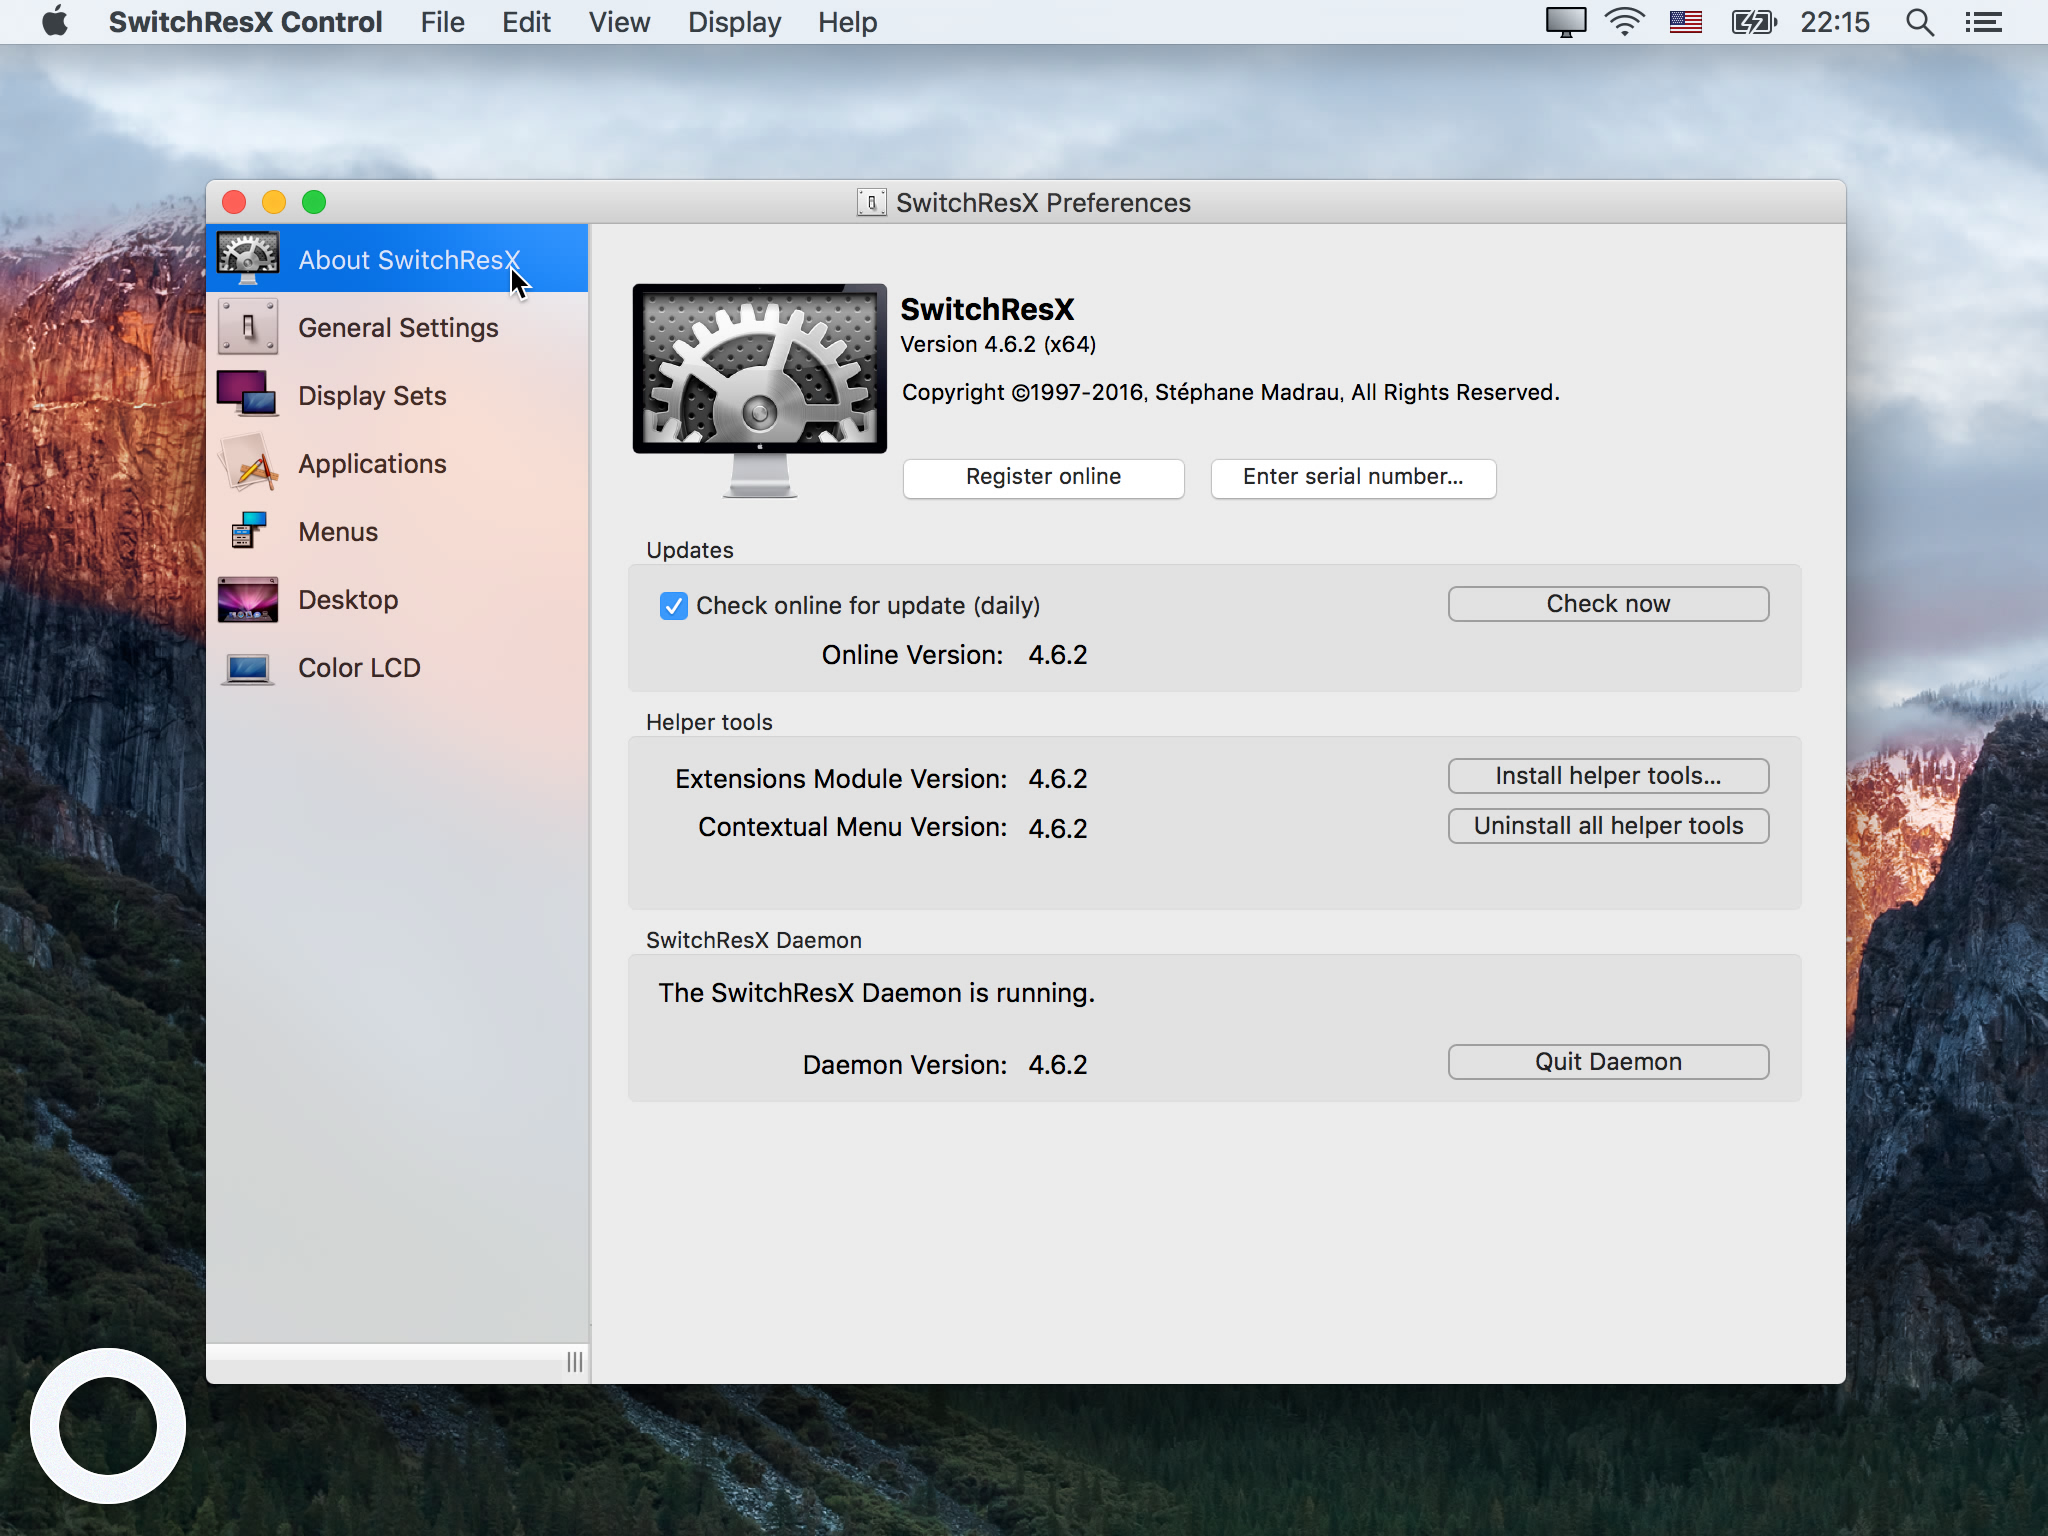 SwitchResX Control File Edit View Display Help 22:15
SwitchResX Preferences
About SwitchResX
General Settings
Display Sets
Applications
Menus
Desktop
Color LCD
SwitchResX
Version 4.6.2 (x64)
Copyright ©1997-2016, Stéphane Madrau, All Rights Reserved.
Register online
Enter serial number...
Updates
Check online for update (daily)
Check now
Online Version: 4.6.2
Helper tools
Extensions Module Version: 4.6.2
Install helper tools...
Contextual Menu Version: 4.6.2
Uninstall all helper tools
SwitchResX Daemon
The SwitchResX Daemon is running.
Daemon Version: 4.6.2
Quit Daemon